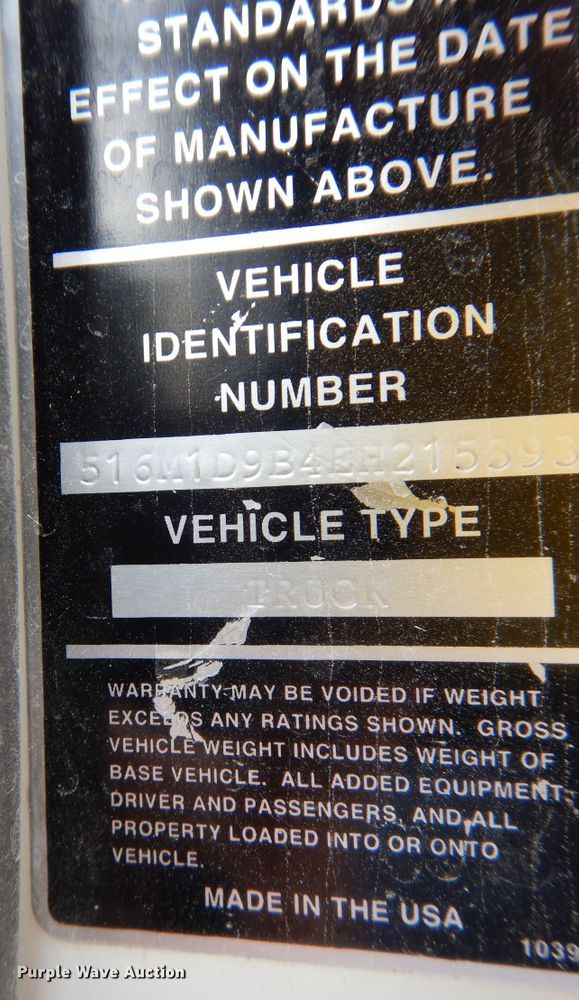 STANDARDS
EFFECT ON THE DATE
OF MANUFACTURE
SHOWN ABOVE.
VEHICLE
IDENTIFICATION
NUMBER
516M1D9B4EH215393
VEHICLE TYPE
TRUCK
WARRANTY MAY BE VOIDED IF WEIGHT
EXCEEDS ANY RATINGS SHOWN. GROSS
VEHICLE WEIGHT INCLUDES WEIGHT OF
BASE VEHICLE. ALL ADDED EQUIPMENT,
DRIVER AND PASSENGERS, AND ALL
PROPERTY LOADED INTO OR ONTO
VEHICLE.
MADE IN THE USA
1039
Purple Wave Auction